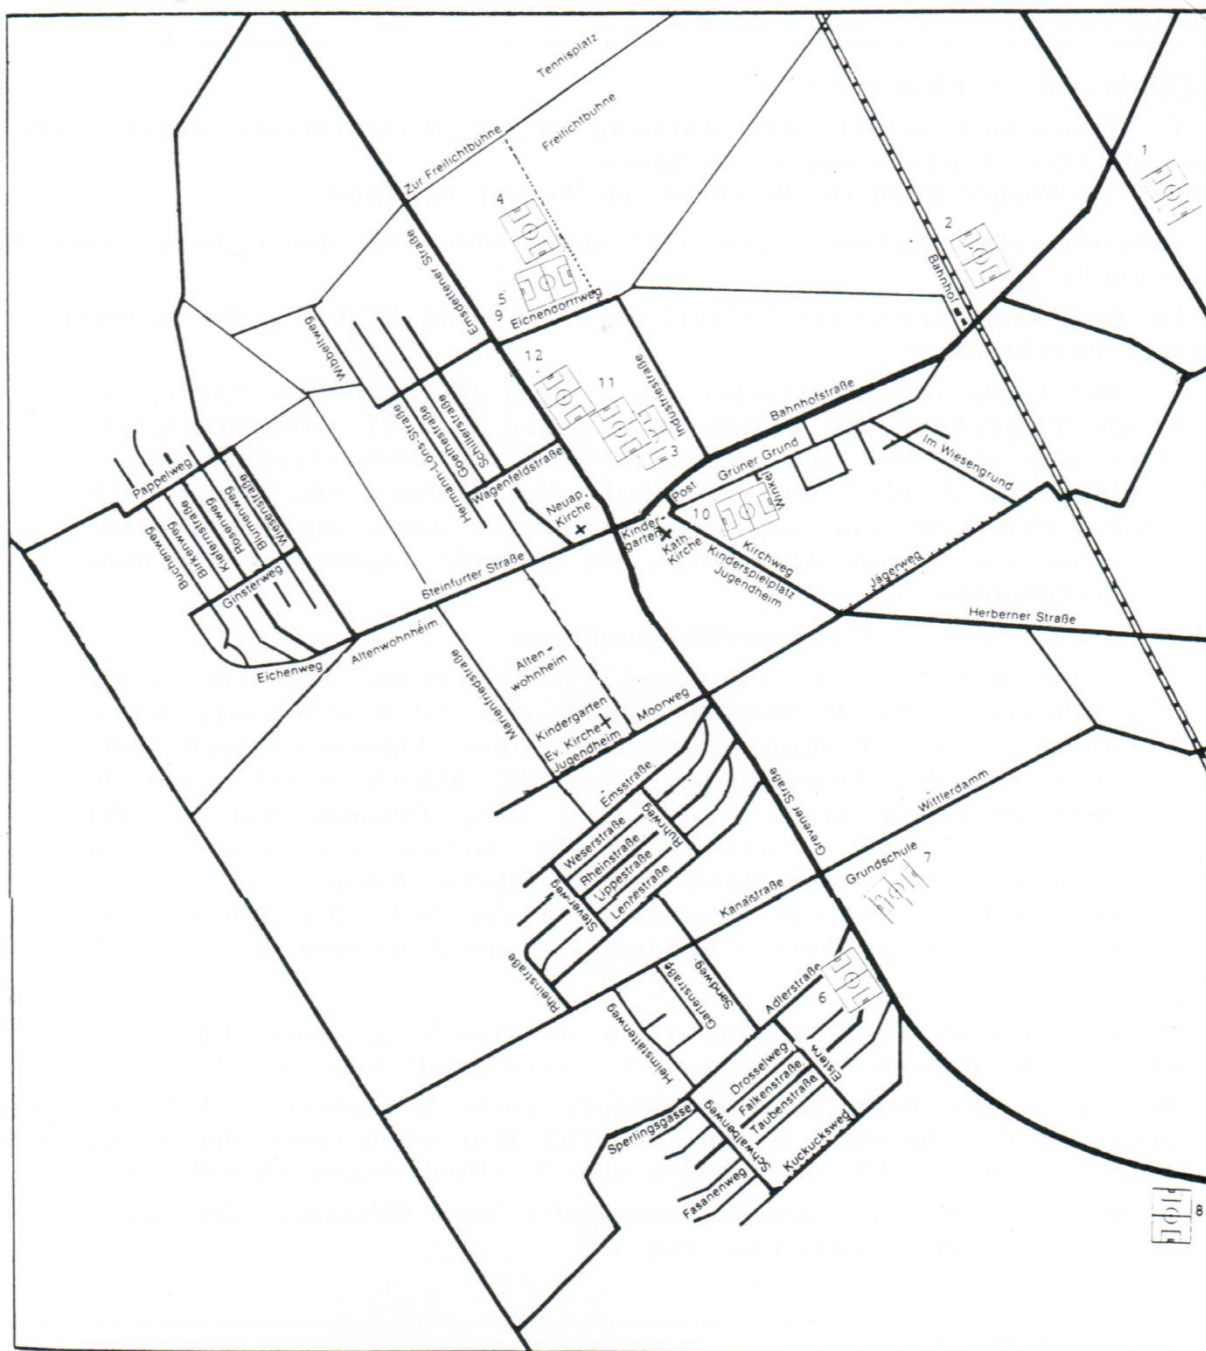 Tennisplatz
Zur Freilichtbühne
Freilichtbühne
1
2
4
5
9
Eichendorffweg
Emsdettener Straße
Bahnhof
Wibbeltweg
12
11
3
Industriestraße
Bahnhofstraße
Hermann-Löns-Straße
Goethestraße
Schillerstraße
Wagenfeldstraße
Neuap.
Kirche
Post
Grüner Grund
Winkel
Im Wiesengrund
10
Kinder-
garten
Kath.
Kirche
Kirchweg
Kinderspielplatz
Jugendheim
Jägerweg
Herberner Straße
Pappelweg
Buchenweg
Birkenweg
Kiefernstraße
Rosenweg
Blumenweg
Wiesenstraße
Ginsterweg
Eichenweg
Steinfurter Straße
Altenwohnheim
Marienfriedstraße
Alten-
wohnheim
Kindergarten
Ev. Kirche
Jugendheim
Moorweg
Emsstraße
Ruhrweg
Weserstraße
Rheinstraße
Lippestraße
Lennestraße
Steverweg
Rheinstraße
Grevener Straße
Wittlerdamm
Kanalstraße
Grundschule
7
Heimstättenweg
Gartenstraße
Sandweg
Adlerstraße
6
Drosselweg
Falkenstraße
Taubenstraße
Elsterw.
Schwalbenweg
Sperlingsgasse
Fasanenweg
Kuckucksweg
8